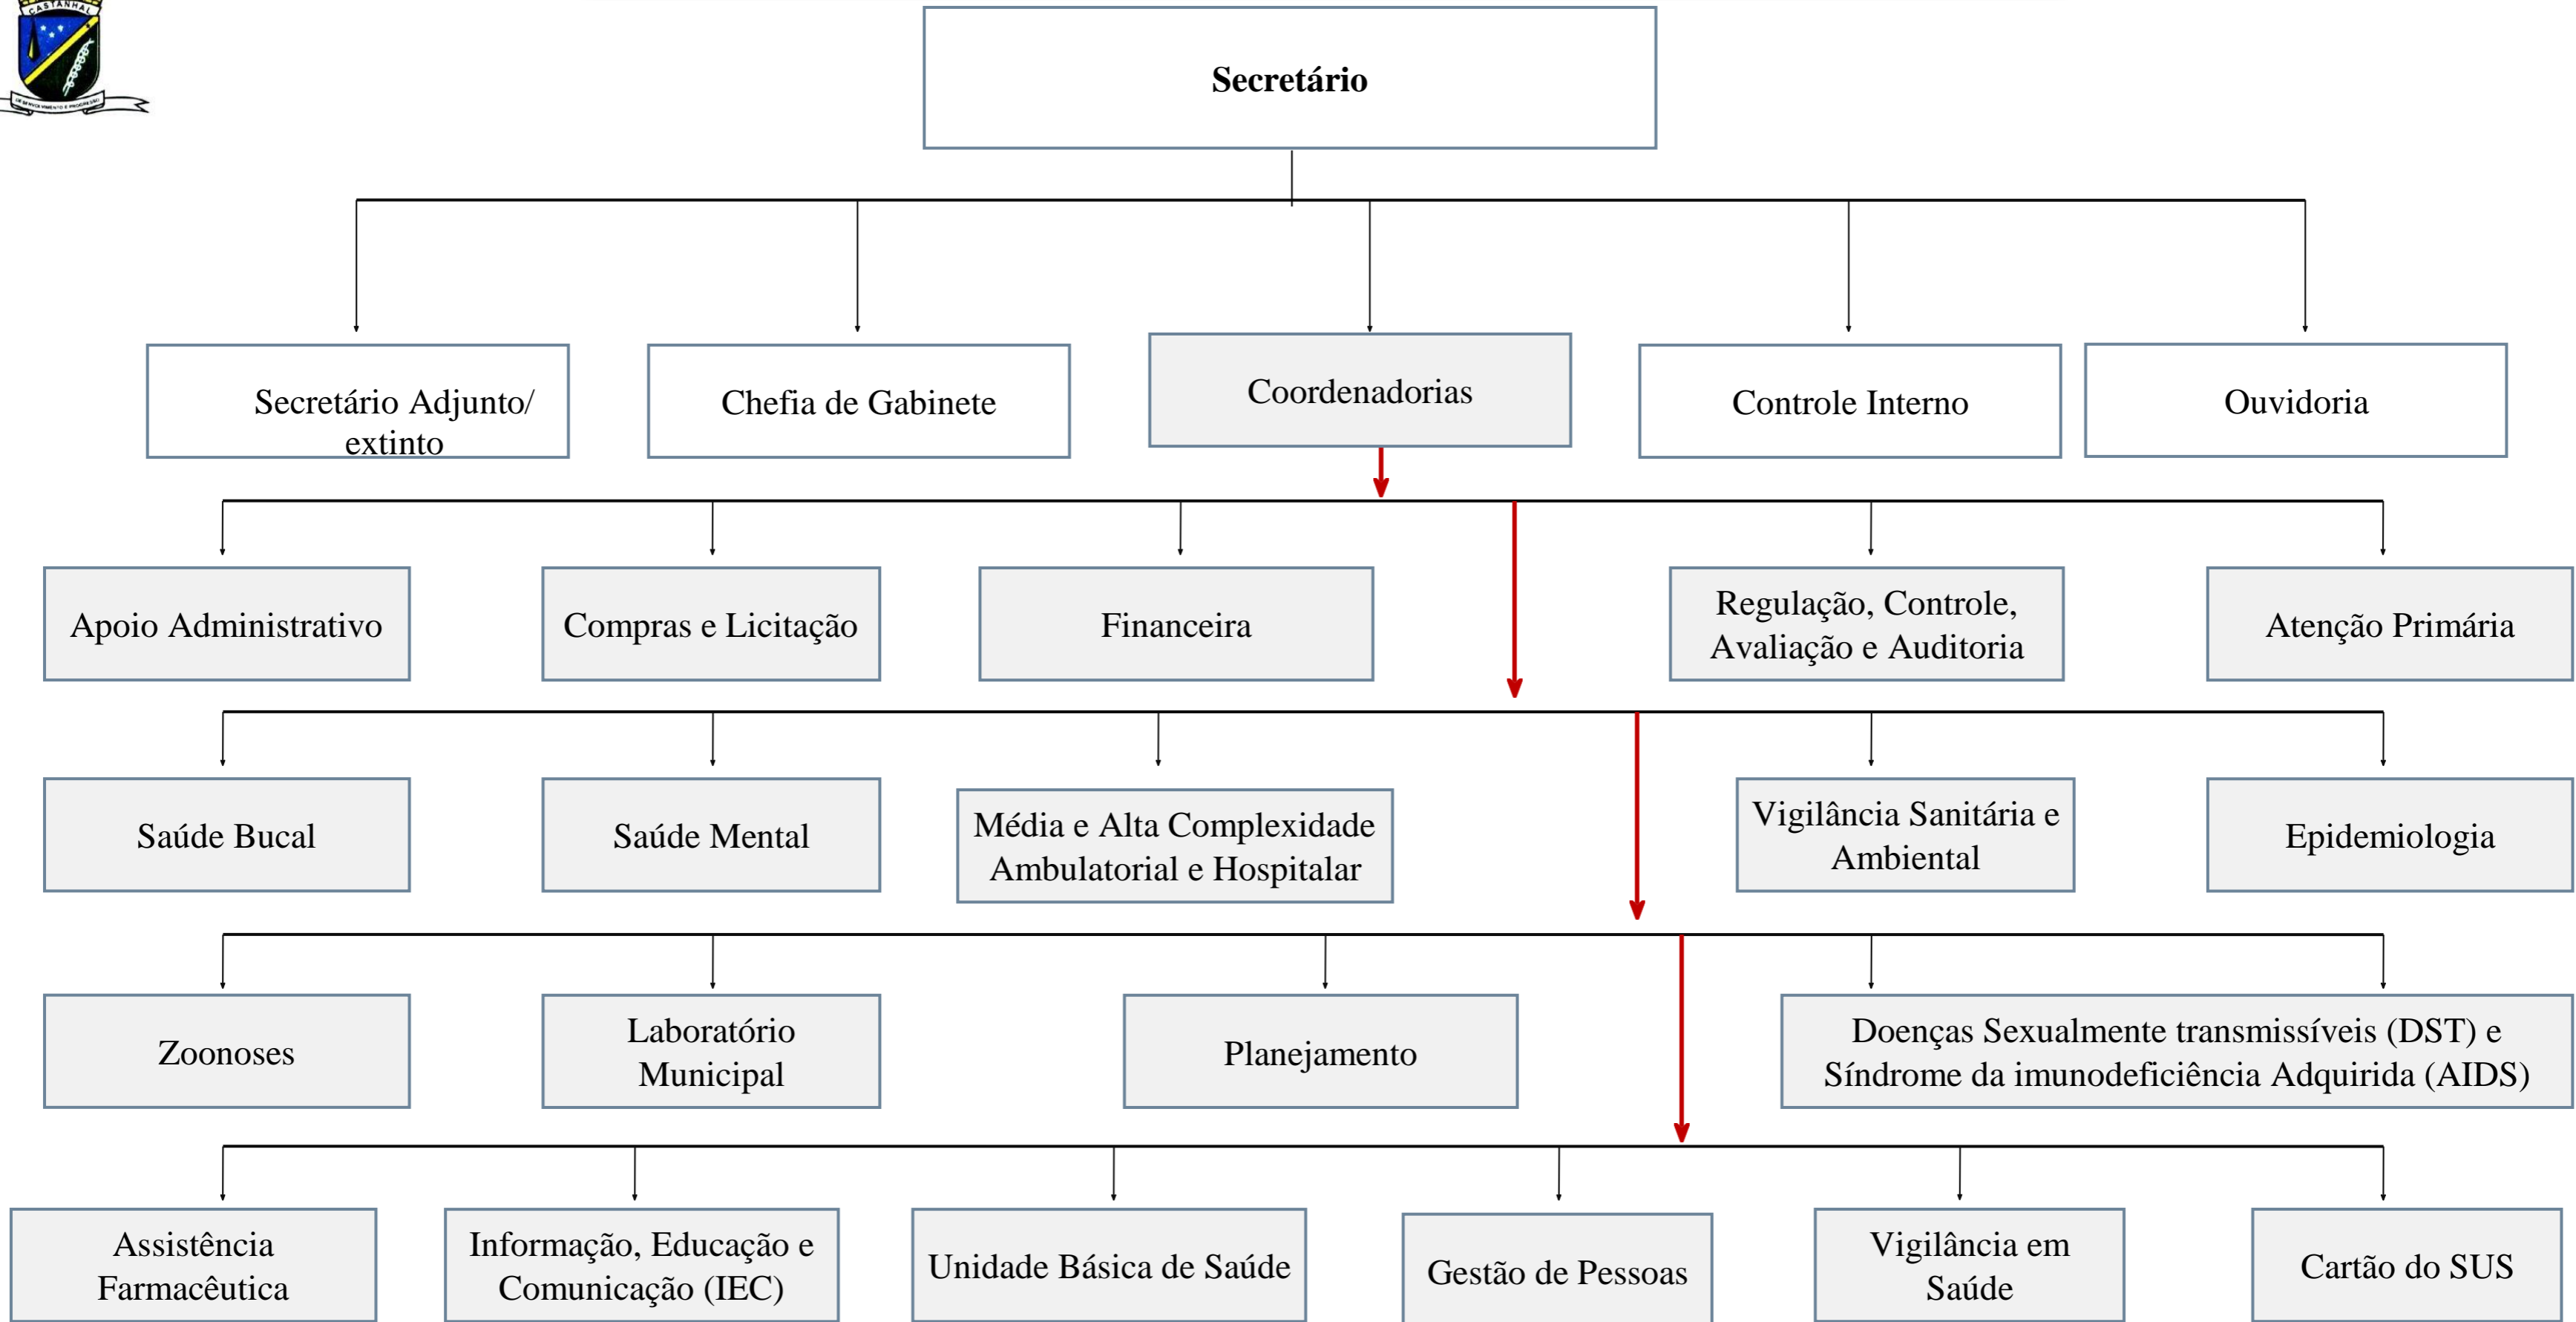 CASTANHAL
DESENVOLVIMENTO E PROGRESSO
Secretário
Secretário Adjunto/
extinto
Chefia de Gabinete
Coordenadorias
Controle Interno
Ouvidoria
Apoio Administrativo
Compras e Licitação
Financeira
Regulação, Controle,
Avaliação e Auditoria
Atenção Primária
Saúde Bucal
Saúde Mental
Média e Alta Complexidade
Ambulatorial e Hospitalar
Vigilância Sanitária e
Ambiental
Epidemiologia
Zoonoses
Laboratório
Municipal
Planejamento
Doenças Sexualmente transmissíveis (DST) e
Síndrome da imunodeficiência Adquirida (AIDS)
Assistência
Farmacêutica
Informação, Educação e
Comunicação (IEC)
Unidade Básica de Saúde
Gestão de Pessoas
Vigilância em
Saúde
Cartão do SUS